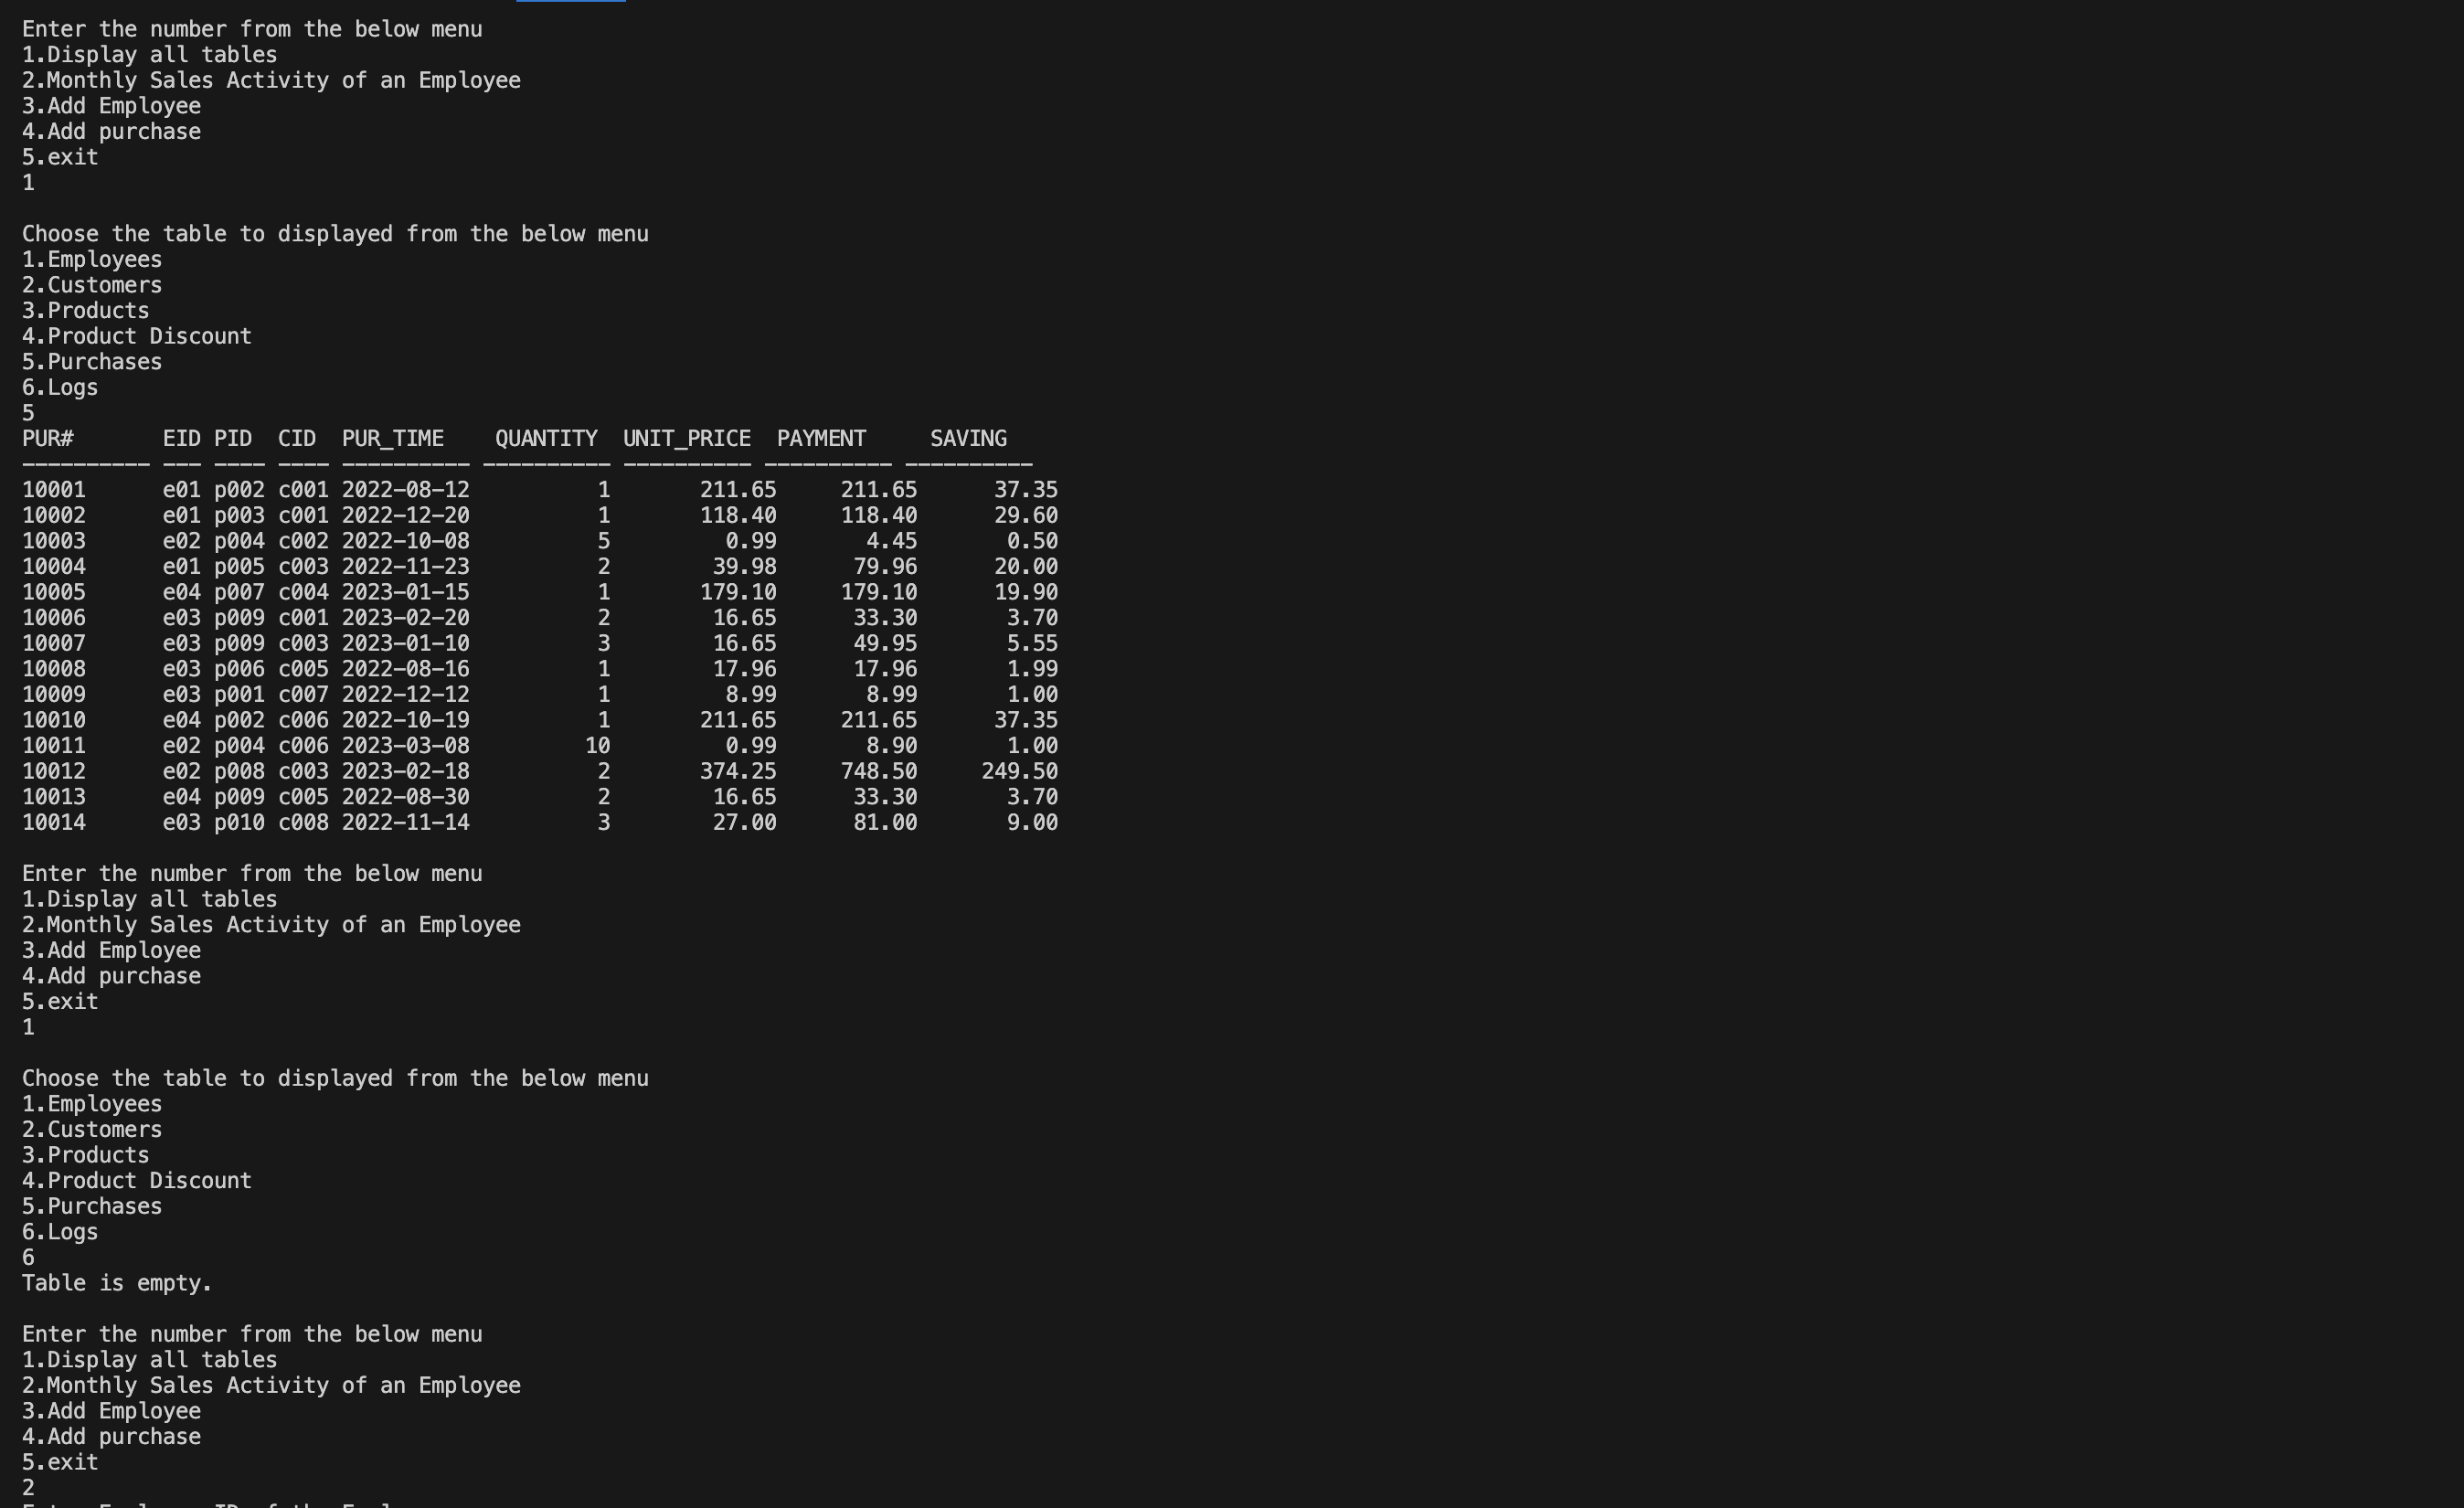 Enter the number from the below menu
1.Display all tables
2.Monthly Sales Activity of an Employee
3.Add Employee
4.Add purchase
5.exit
1
Choose the table to displayed from the below menu
1.Employees
2.Customers
3.Products
4.Product Discount
5.Purchases
6.Logs
5
PUR#       EID PID  CID  PUR_TIME    QUANTITY  UNIT_PRICE  PAYMENT     SAVING
---------- --- ---- ---- ---------- ---------- ---------- ---------- ----------
10001      e01 p002 c001 2022-08-12          1       211.65     211.65      37.35
10002      e01 p003 c001 2022-12-20          1       118.40     118.40      29.60
10003      e02 p004 c002 2022-10-08          5         0.99       4.45       0.50
10004      e01 p005 c003 2022-11-23          2        39.98      79.96      20.00
10005      e04 p007 c004 2023-01-15          1       179.10     179.10      19.90
10006      e03 p009 c001 2023-02-20          2        16.65      33.30       3.70
10007      e03 p009 c003 2023-01-10          3        16.65      49.95       5.55
10008      e03 p006 c005 2022-08-16          1        17.96      17.96       1.99
10009      e03 p001 c007 2022-12-12          1         8.99       8.99       1.00
10010      e04 p002 c006 2022-10-19          1       211.65     211.65      37.35
10011      e02 p004 c006 2023-03-08         10         0.99       8.90       1.00
10012      e02 p008 c003 2023-02-18          2       374.25     748.50     249.50
10013      e04 p009 c005 2022-08-30          2        16.65      33.30       3.70
10014      e03 p010 c008 2022-11-14          3        27.00      81.00       9.00
Enter the number from the below menu
1.Display all tables
2.Monthly Sales Activity of an Employee
3.Add Employee
4.Add purchase
5.exit
1
Choose the table to displayed from the below menu
1.Employees
2.Customers
3.Products
4.Product Discount
5.Purchases
6.Logs
6
Table is empty.
Enter the number from the below menu
1.Display all tables
2.Monthly Sales Activity of an Employee
3.Add Employee
4.Add purchase
5.exit
2